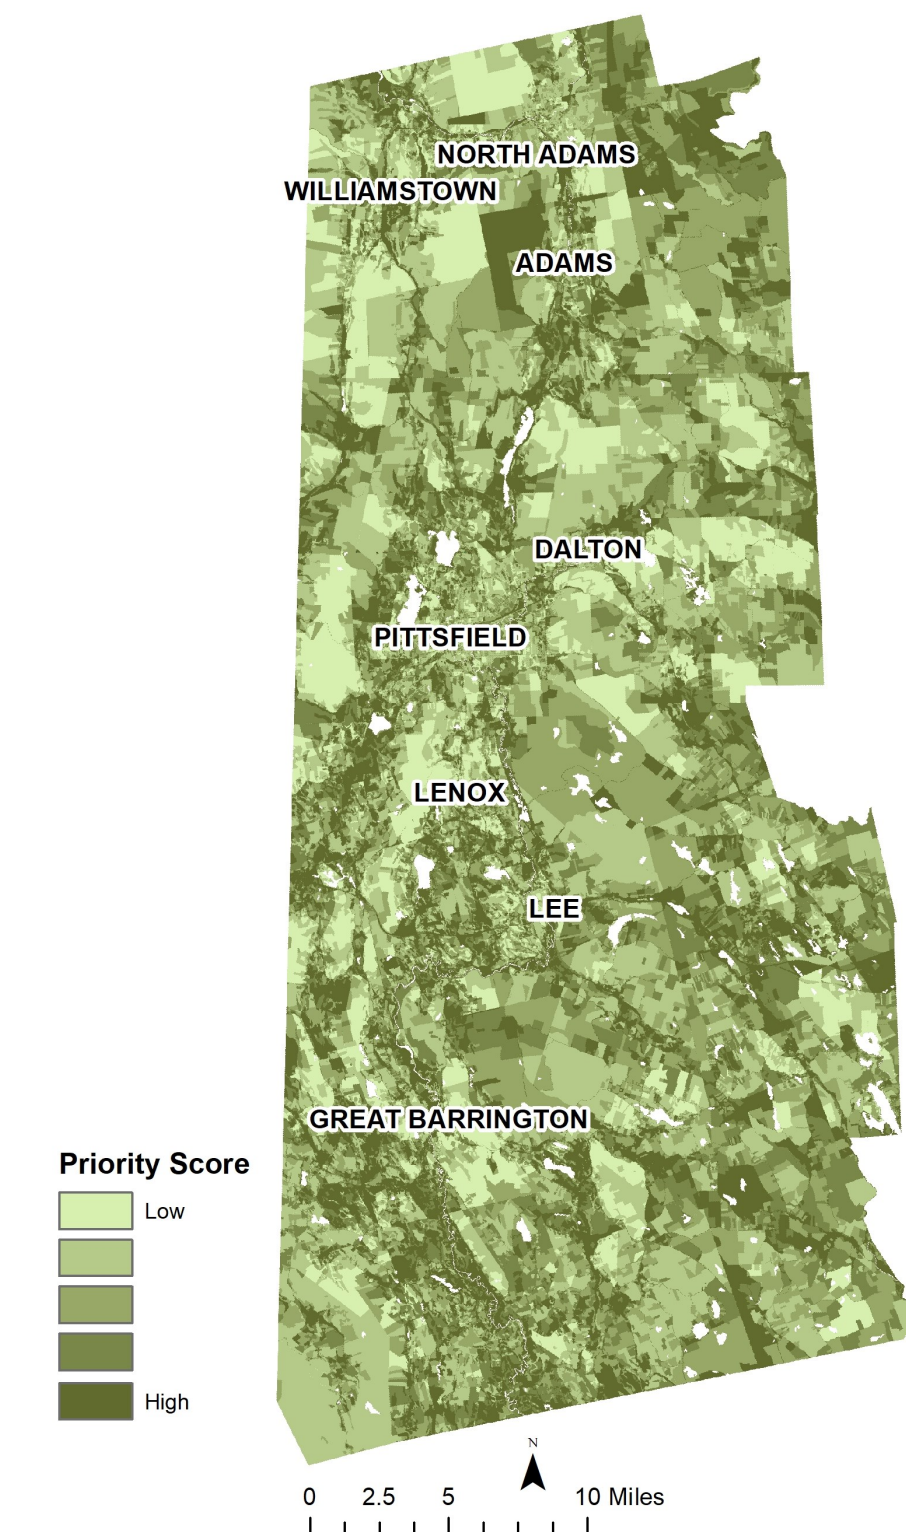 NORTH ADAMS
WILLIAMSTOWN
ADAMS
DALTON
PITTSFIELD
LENOX
LEE
GREAT BARRINGTON
Priority Score
Low
High
N
0 2.5 5 10 Miles